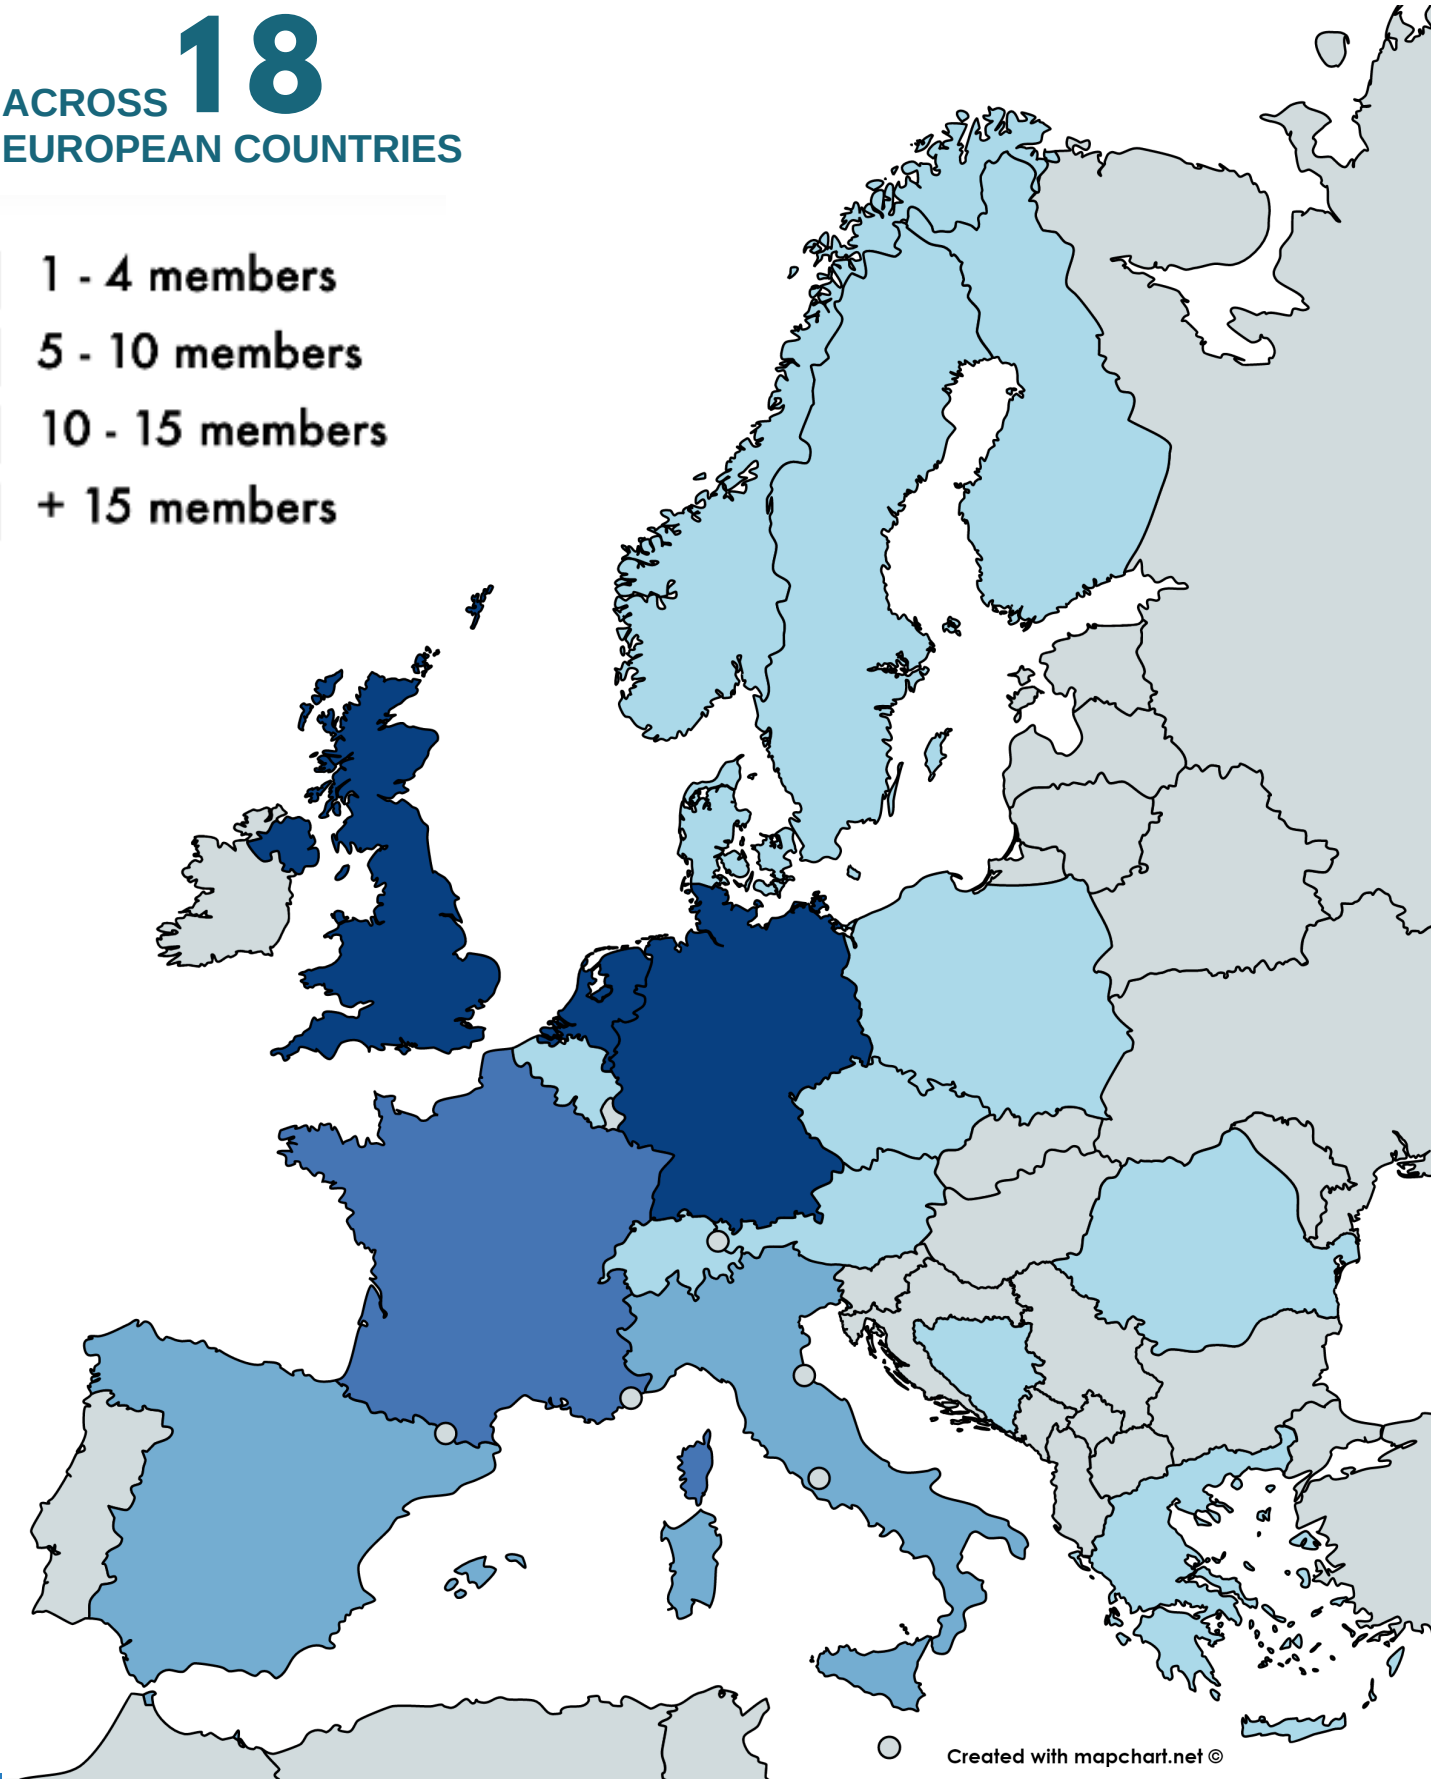 ACROSS 18
EUROPEAN COUNTRIES
1 - 4 members
5 - 10 members
10 - 15 members
+ 15 members
Created with mapchart.net ©